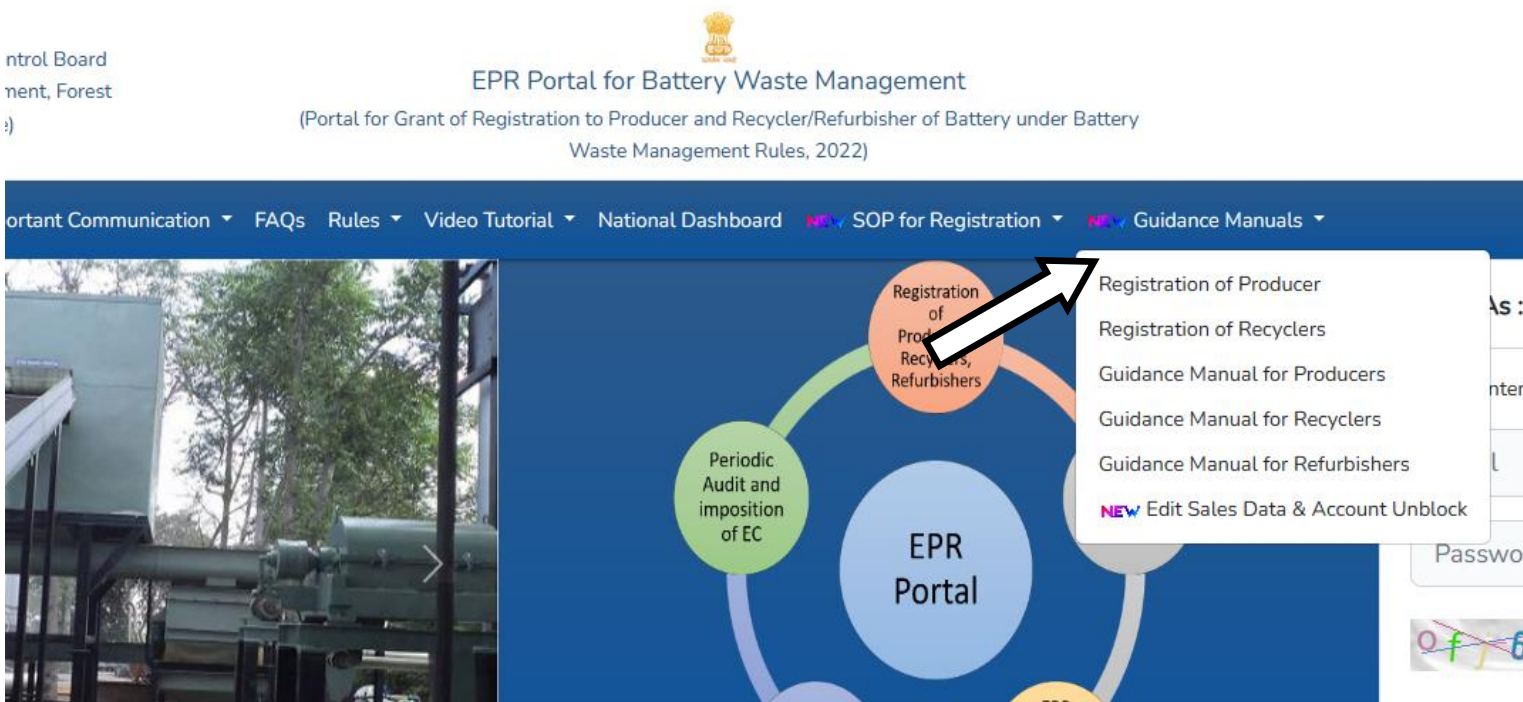 ntrol Board
ment, Forest
e)
EPR Portal for Battery Waste Management
(Portal for Grant of Registration to Producer and Recycler/Refurbisher of Battery under Battery
Waste Management Rules, 2022)
ortant Communication FAQs Rules Video Tutorial National Dashboard NEW SOP for Registration NEW Guidance Manuals
Registration of Producer
Registration of Recyclers
Guidance Manual for Producers
Guidance Manual for Recyclers
Guidance Manual for Refurbishers
NEW Edit Sales Data & Account Unblock
As :
nter
l
Passwo
Registration
of
Refurbishers
Periodic
Audit and
imposition
of EC
EPR
Portal